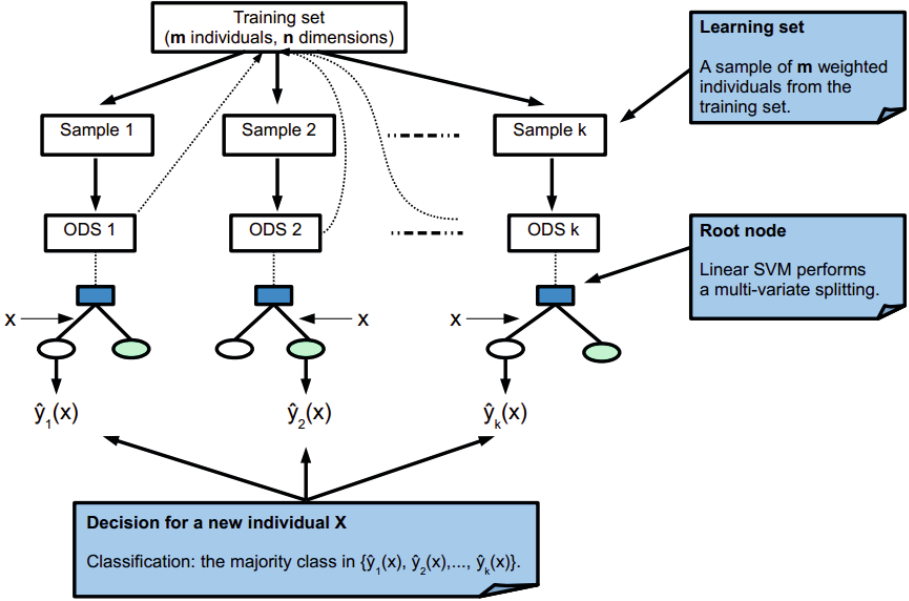 Training set
(m individuals, n dimensions)
Learning set
A sample of m weighted
individuals from the
training set.
Sample 1
Sample 2
Sample k
ODS 1
ODS 2
ODS k
Root node
Linear SVM performs
a multi-variate splitting.
x
x
x
ŷ₁(x)
ŷ₂(x)
ŷₖ(x)
Decision for a new individual X
Classification: the majority class in {ŷ₁(x), ŷ₂(x),..., ŷₖ(x)}.